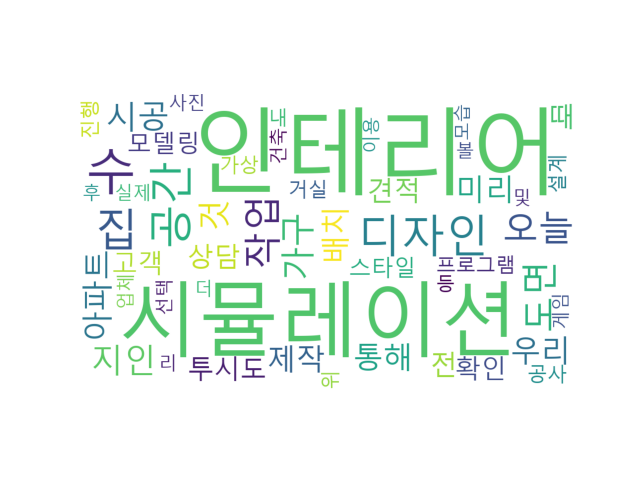 진행
시공
사진
인테리어
건축
도
이용
볼
모습
때
모델링
수
후
실제
간
가상
거실
견적
미리
및
설계
집
공
것
작업
가구
배치
디자인
오늘
아파트
고객
상담
스타일
프로그램
등
도면
업체
선택
더
시뮬레이션
게임
지인
리
투시도
제작
위
통해
전
확인
우리
공사